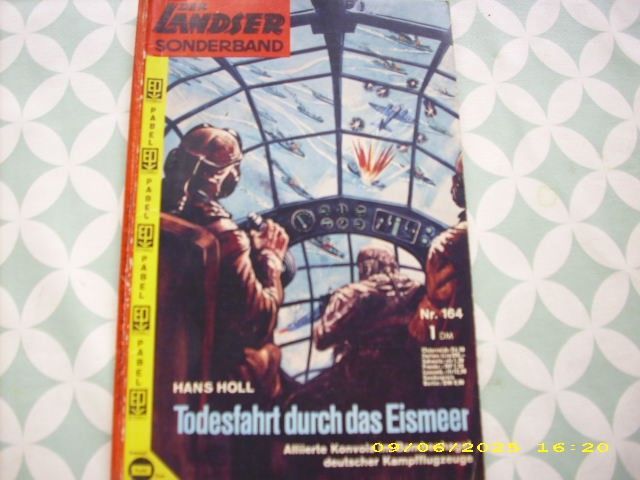 DER
LANDSER
SONDERBAND
PABEL
PABEL
PABEL
PABEL
Nr. 164
1 DM
HANS HOLL
Todesfahrt durch das Eismeer
Alliierte
deutscher Kampfflugzeuge
09/06/2025 16:20